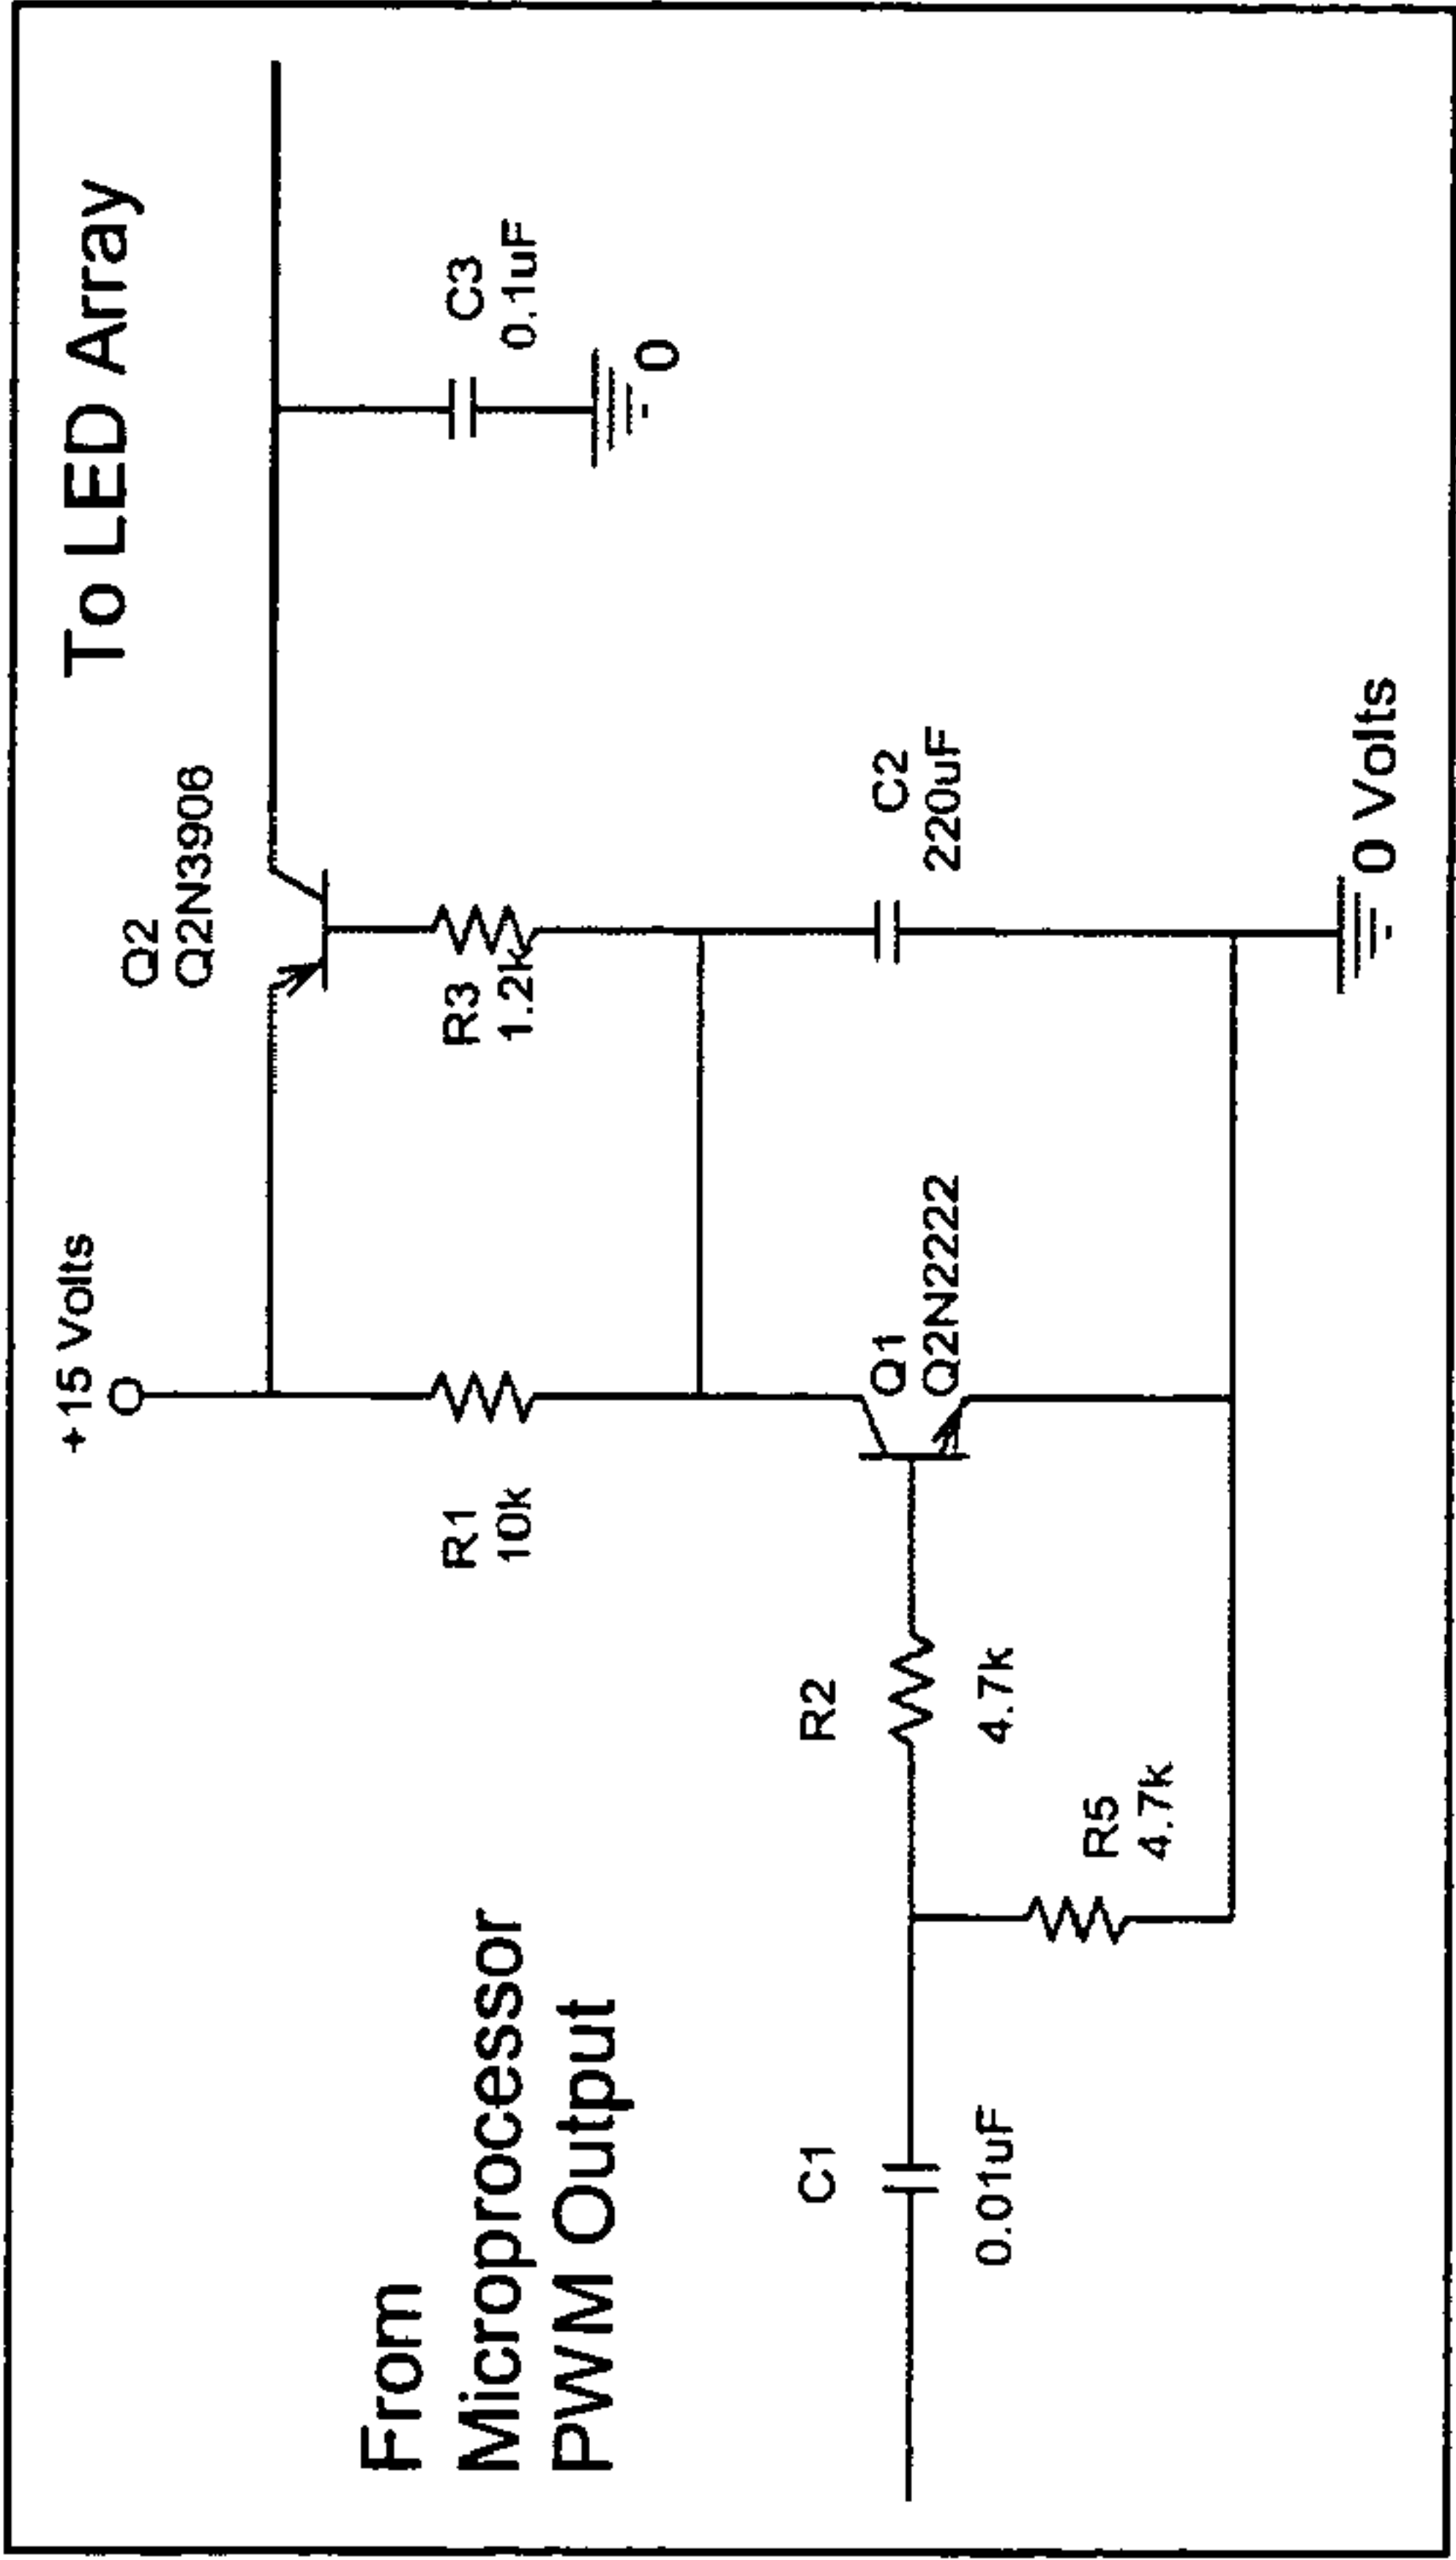 To LED Array
+15 Volts
Q2
Q2N3906
R1
10k
R3
1.2k
C3
0.1uF
0
From
Microprocessor
PWM Output
C1
0.01uF
R2
4.7k
R5
4.7k
Q1
Q2N2222
C2
220uF
0 Volts